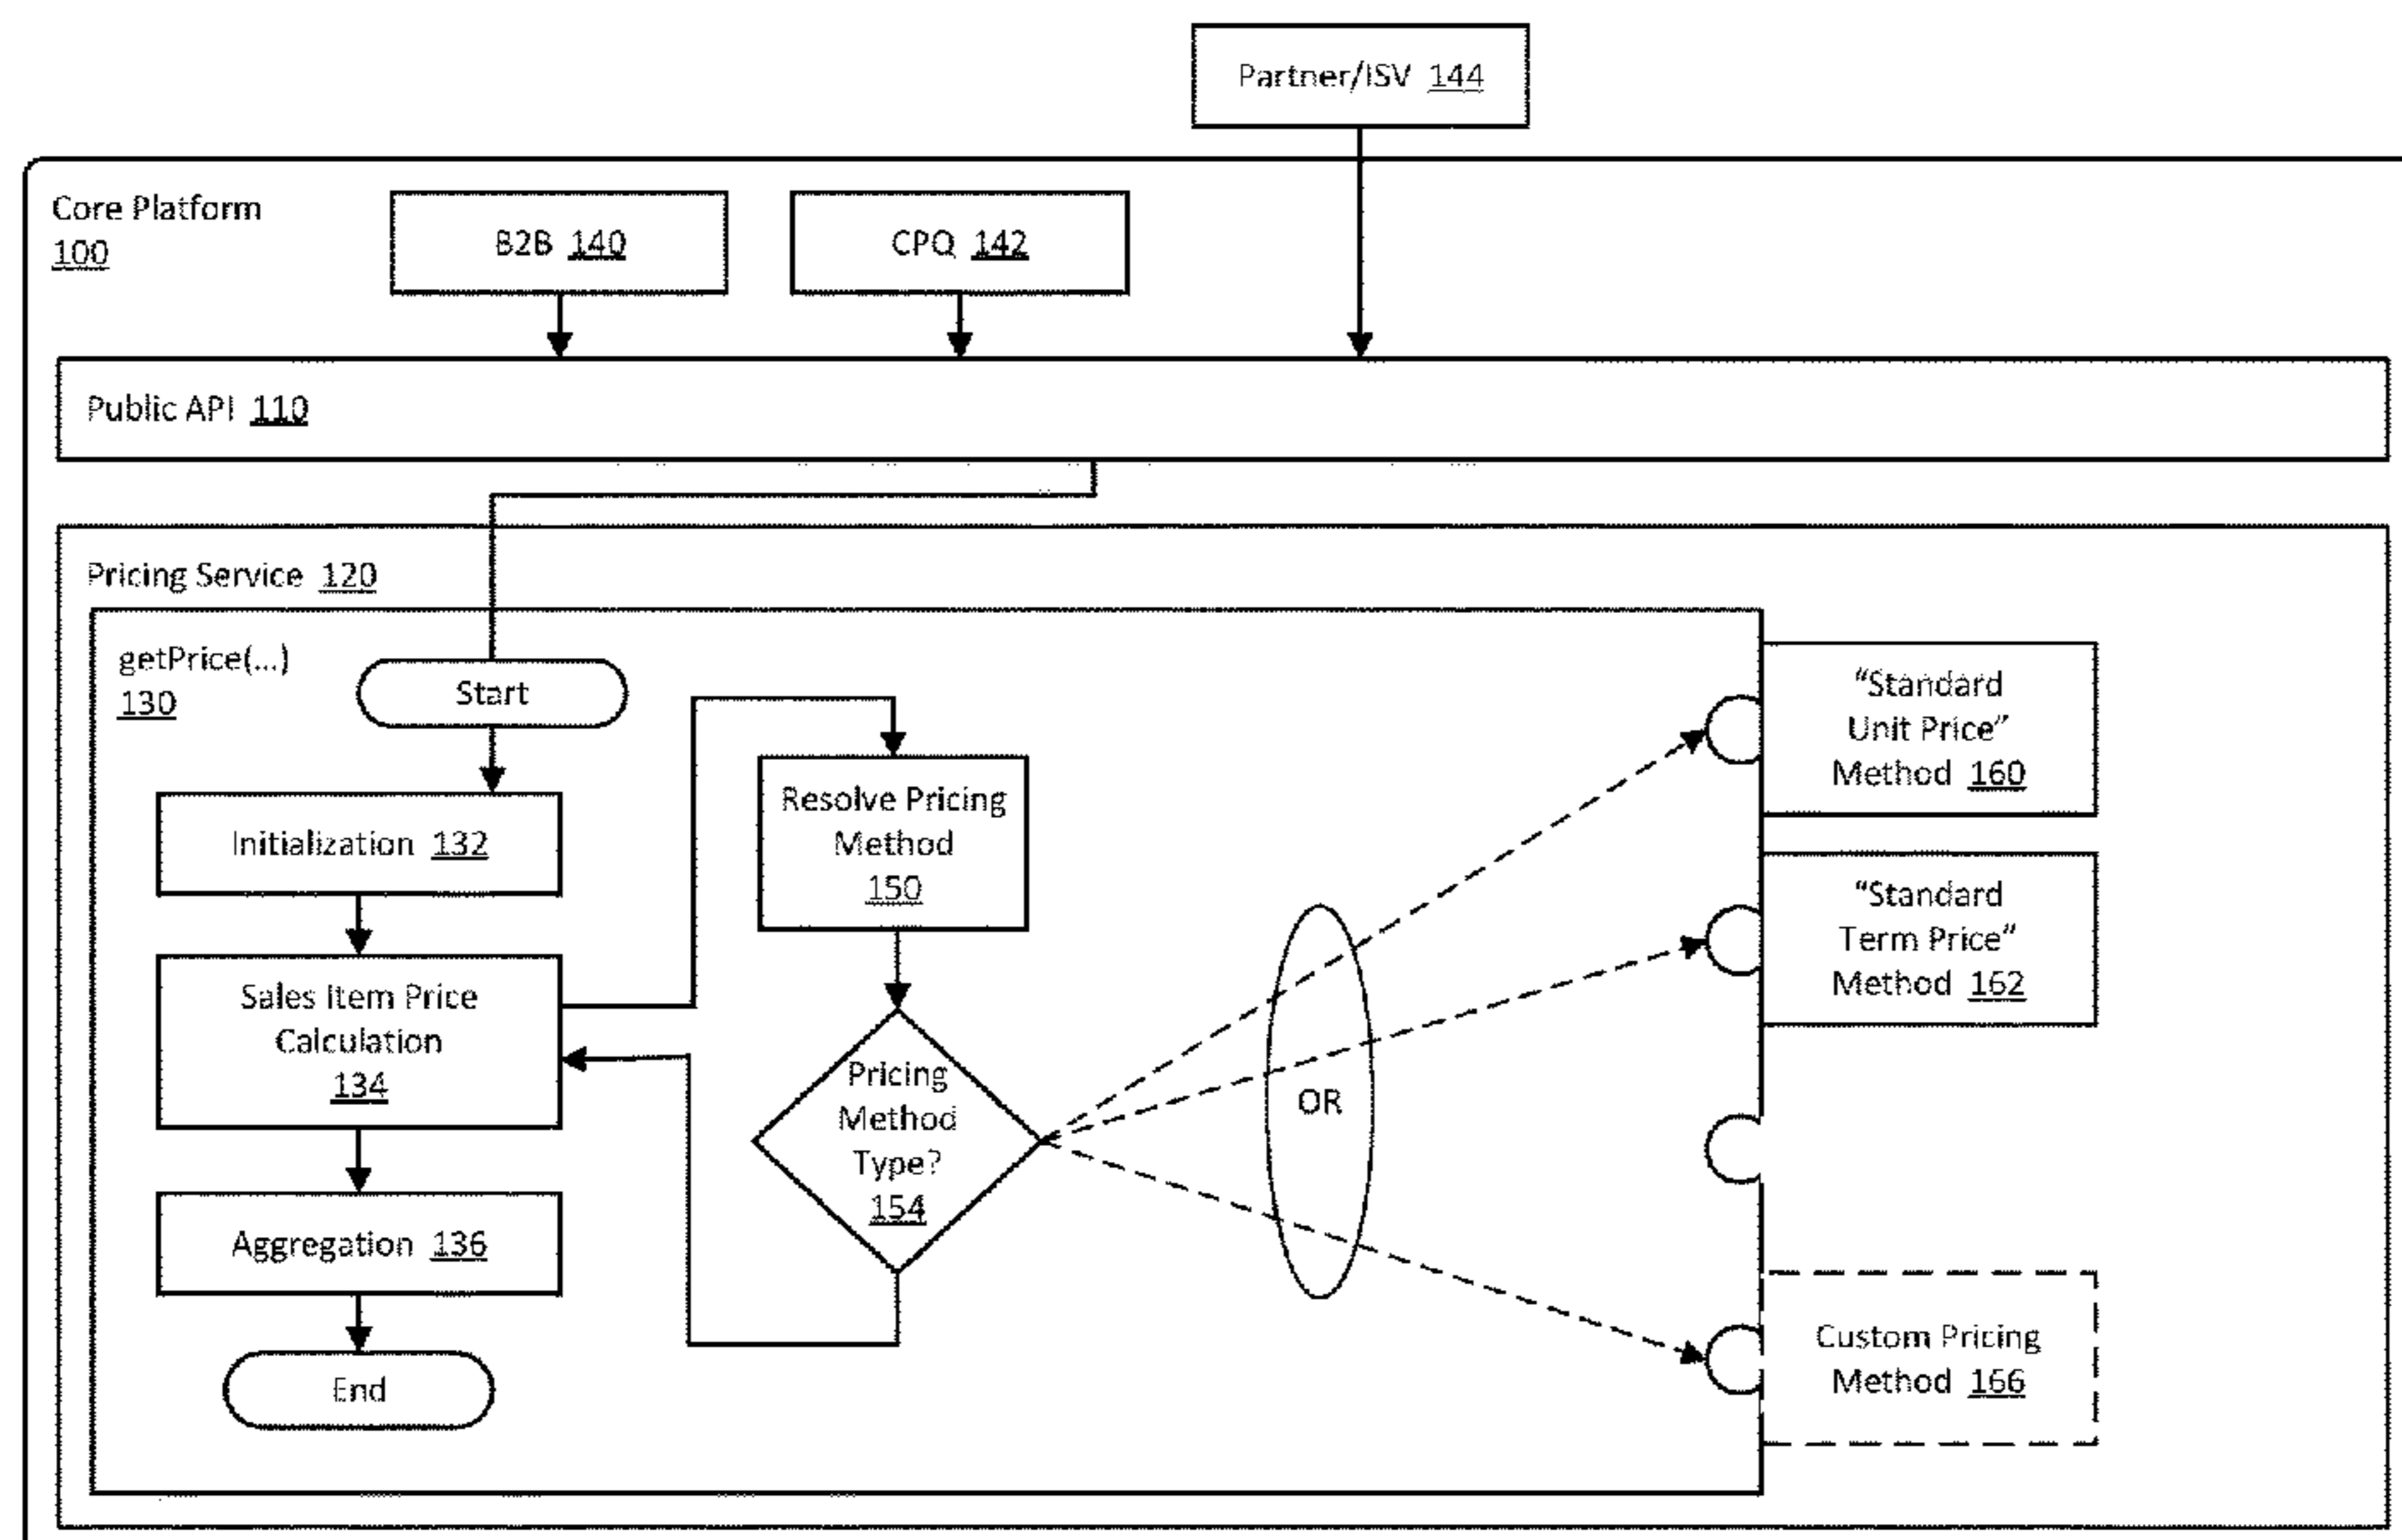 Partner/ISV 144
Core Platform
100
B2B 140
CPQ 142
Public API 110
Pricing Service 120
getPrice(...)
130
Start
Initialization 132
Sales Item Price
Calculation
134
Aggregation 136
End
Resolve Pricing
Method
150
Pricing
Method
Type?
154
OR
“Standard
Unit Price”
Method 160
“Standard
Term Price”
Method 162
Custom Pricing
Method 166